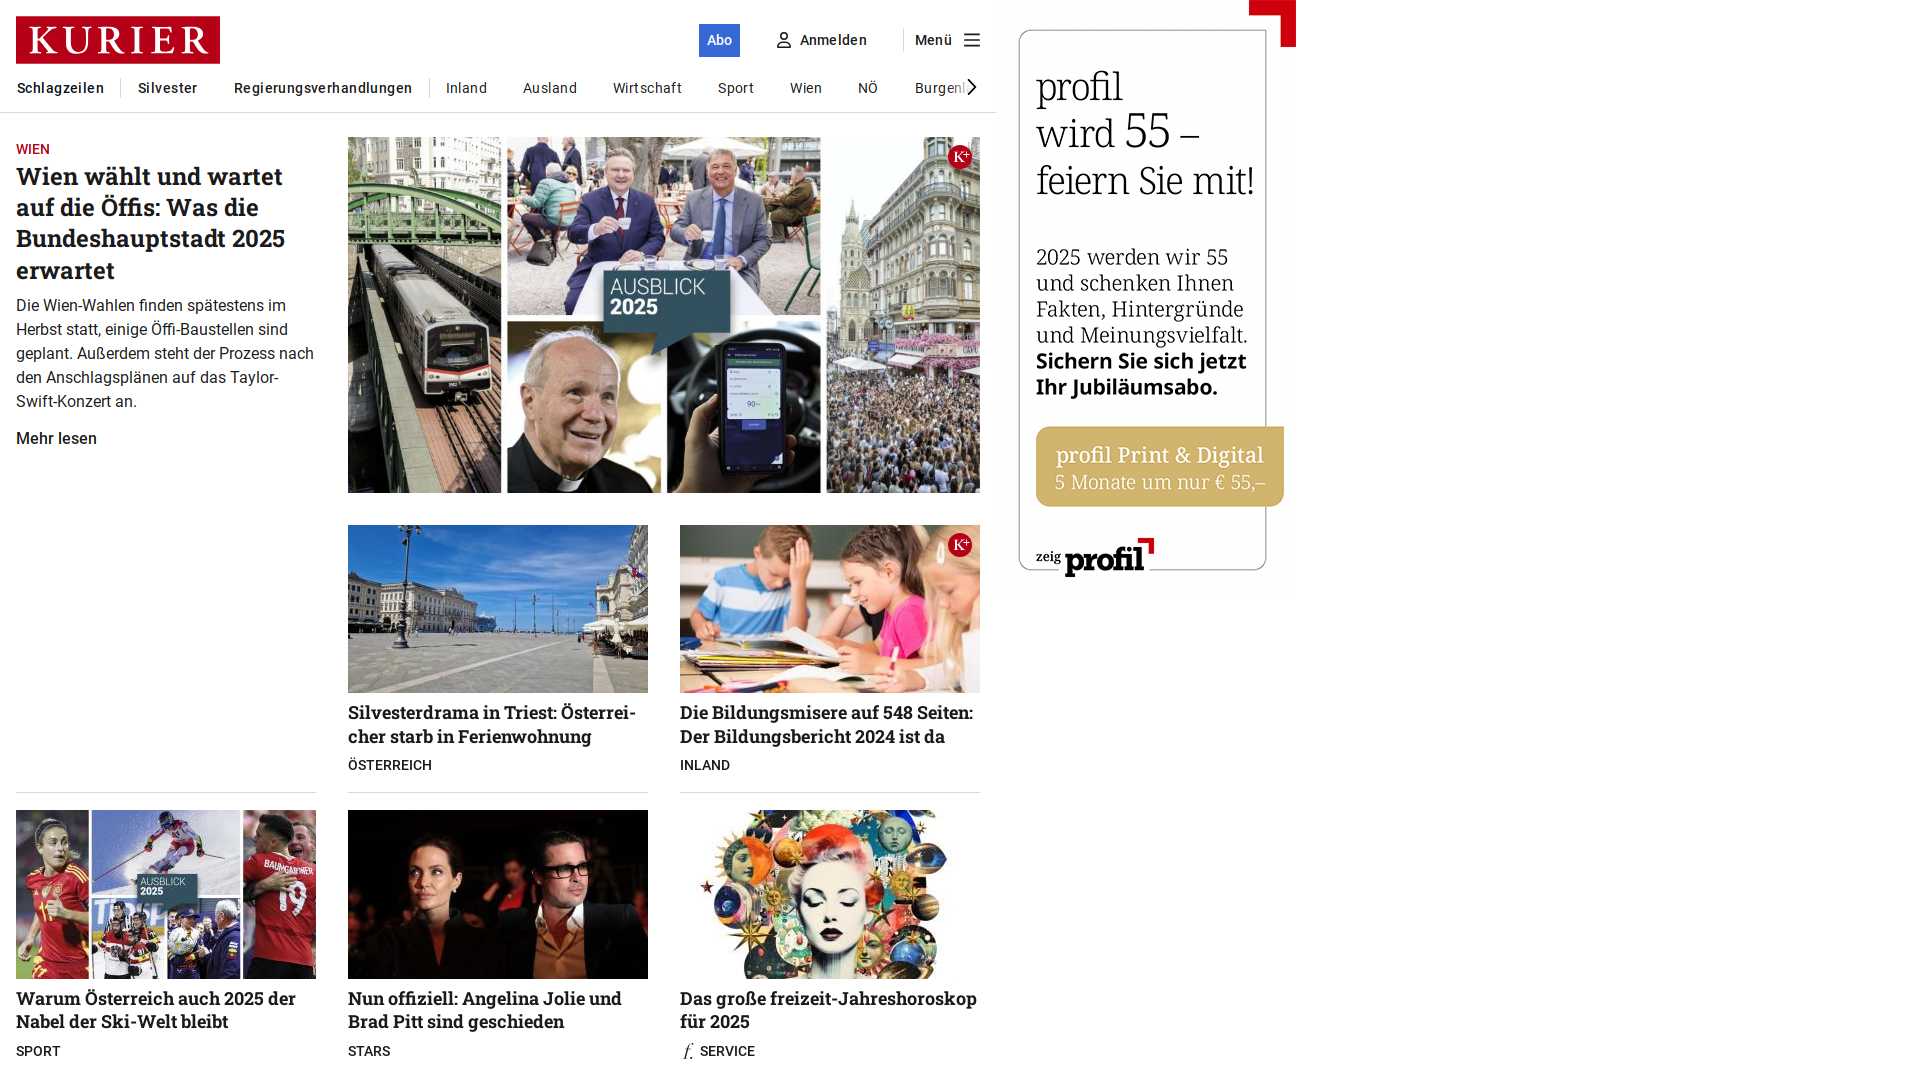 KURIER
Abo
Anmelden
Menü
Schlagzeilen
Silvester
Regierungsverhandlungen
Inland
Ausland
Wirtschaft
Sport
Wien
NÖ
Burgenl
WIEN
Wien wählt und wartet
auf die Öffis: Was die
Bundeshauptstadt 2025
erwartet
Die Wien-Wahlen finden spätestens im
Herbst statt, einige Öffi-Baustellen sind
geplant. Außerdem steht der Prozess nach
den Anschlagsplänen auf das Taylor-
Swift-Konzert an.
Mehr lesen
K+
AUSBLICK
2025
K+
Silvesterdrama in Triest: Österrei-
cher starb in Ferienwohnung
ÖSTERREICH
Die Bildungsmisere auf 548 Seiten:
Der Bildungsbericht 2024 ist da
INLAND
AUSBLICK
2025
BAUMGARTNER
19
11
Warum Österreich auch 2025 der
Nabel der Ski-Welt bleibt
SPORT
Nun offiziell: Angelina Jolie und
Brad Pitt sind geschieden
STARS
Das große freizeit-Jahreshoroskop
für 2025
f. SERVICE
profil
wird 55 –
feiern Sie mit!
2025 werden wir 55
und schenken Ihnen
Fakten, Hintergründe
und Meinungsvielfalt.
Sichern Sie sich jetzt
Ihr Jubiläumsabo.
profil Print & Digital
5 Monate um nur € 55,–
zeig profil